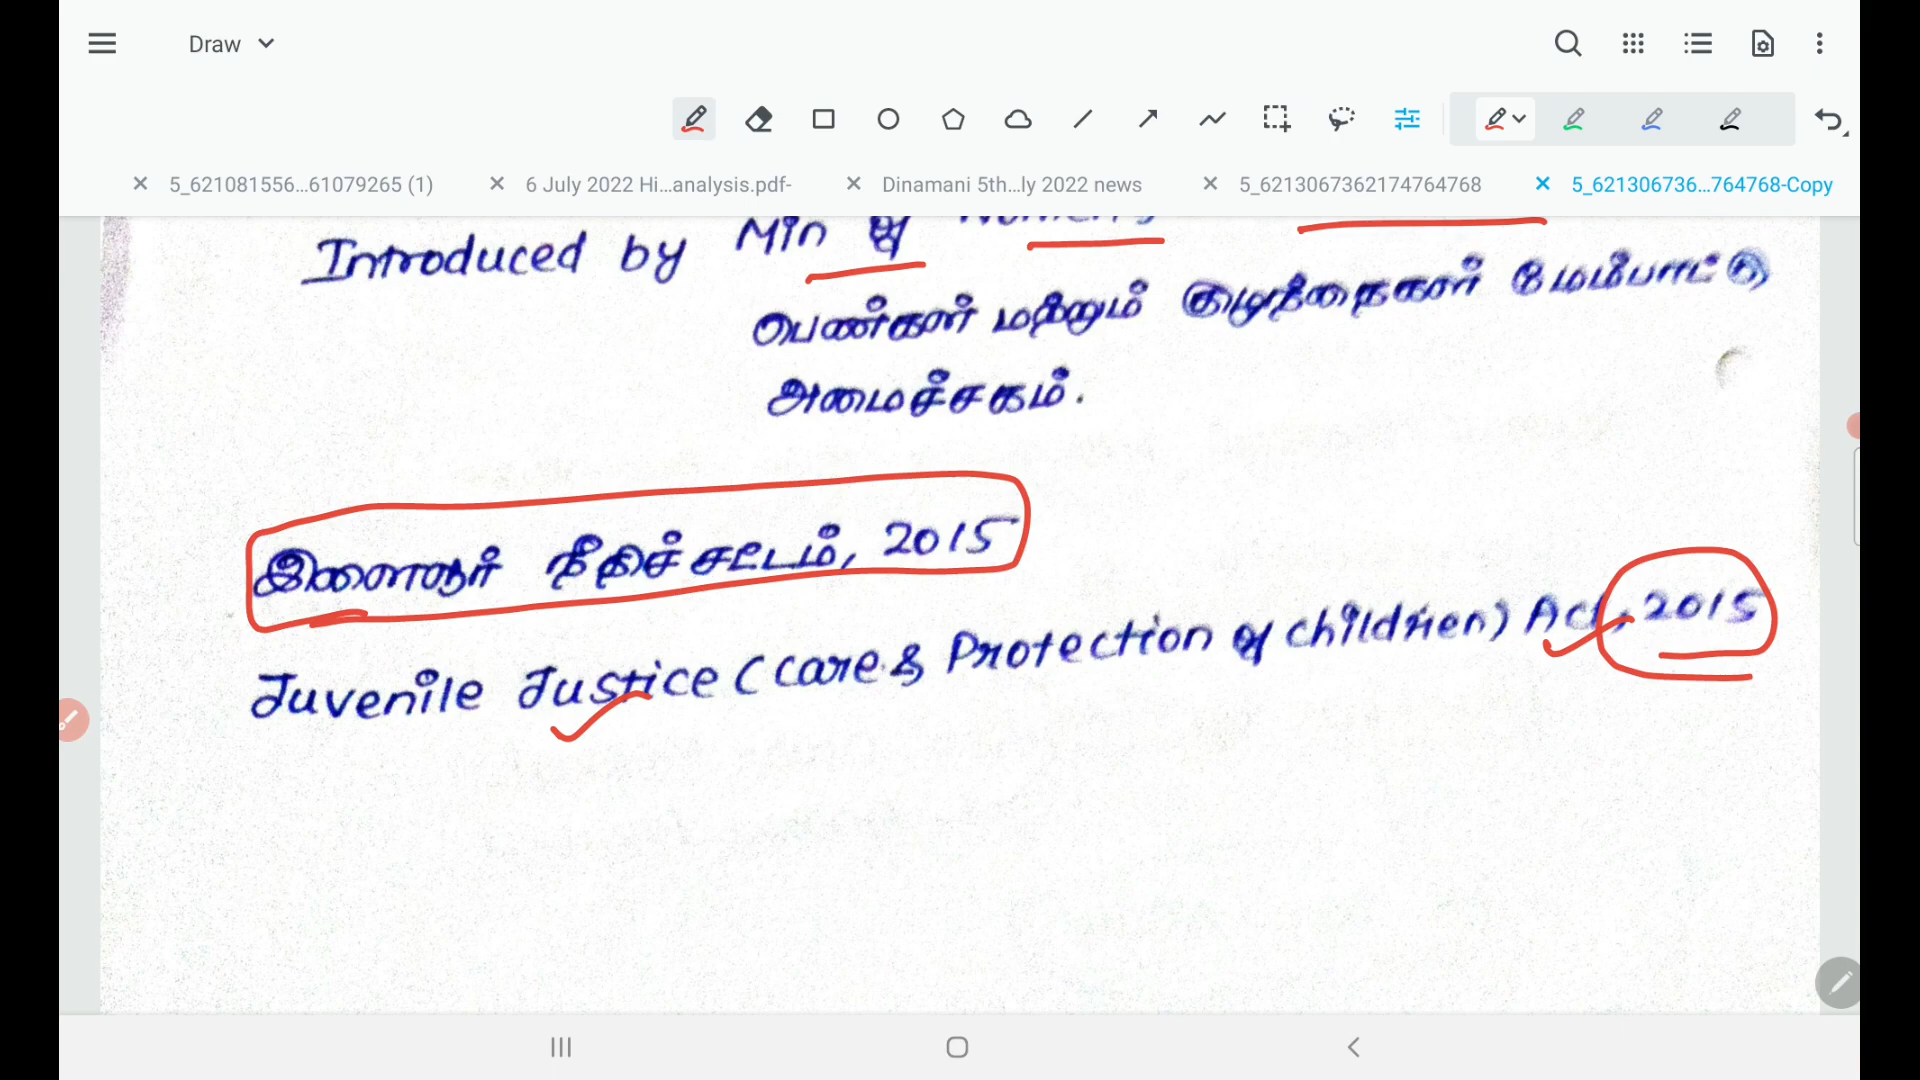 Draw
5_621081556...61079265 (1)
6 July 2022 Hi...analysis.pdf-
Dinamani 5th...ly 2022 news
5_6213067362174764768
5_621306736...764768-Copy
Introduced by Min of Women,
பெண்கள் மற்றும் குழந்தைகள் மேம்பாட்டு
அமைச்சகம்.
இளைஞர் நீதிச் சட்டம், 2015
Juvenile Justice (Care & Protection of children) Act, 2015